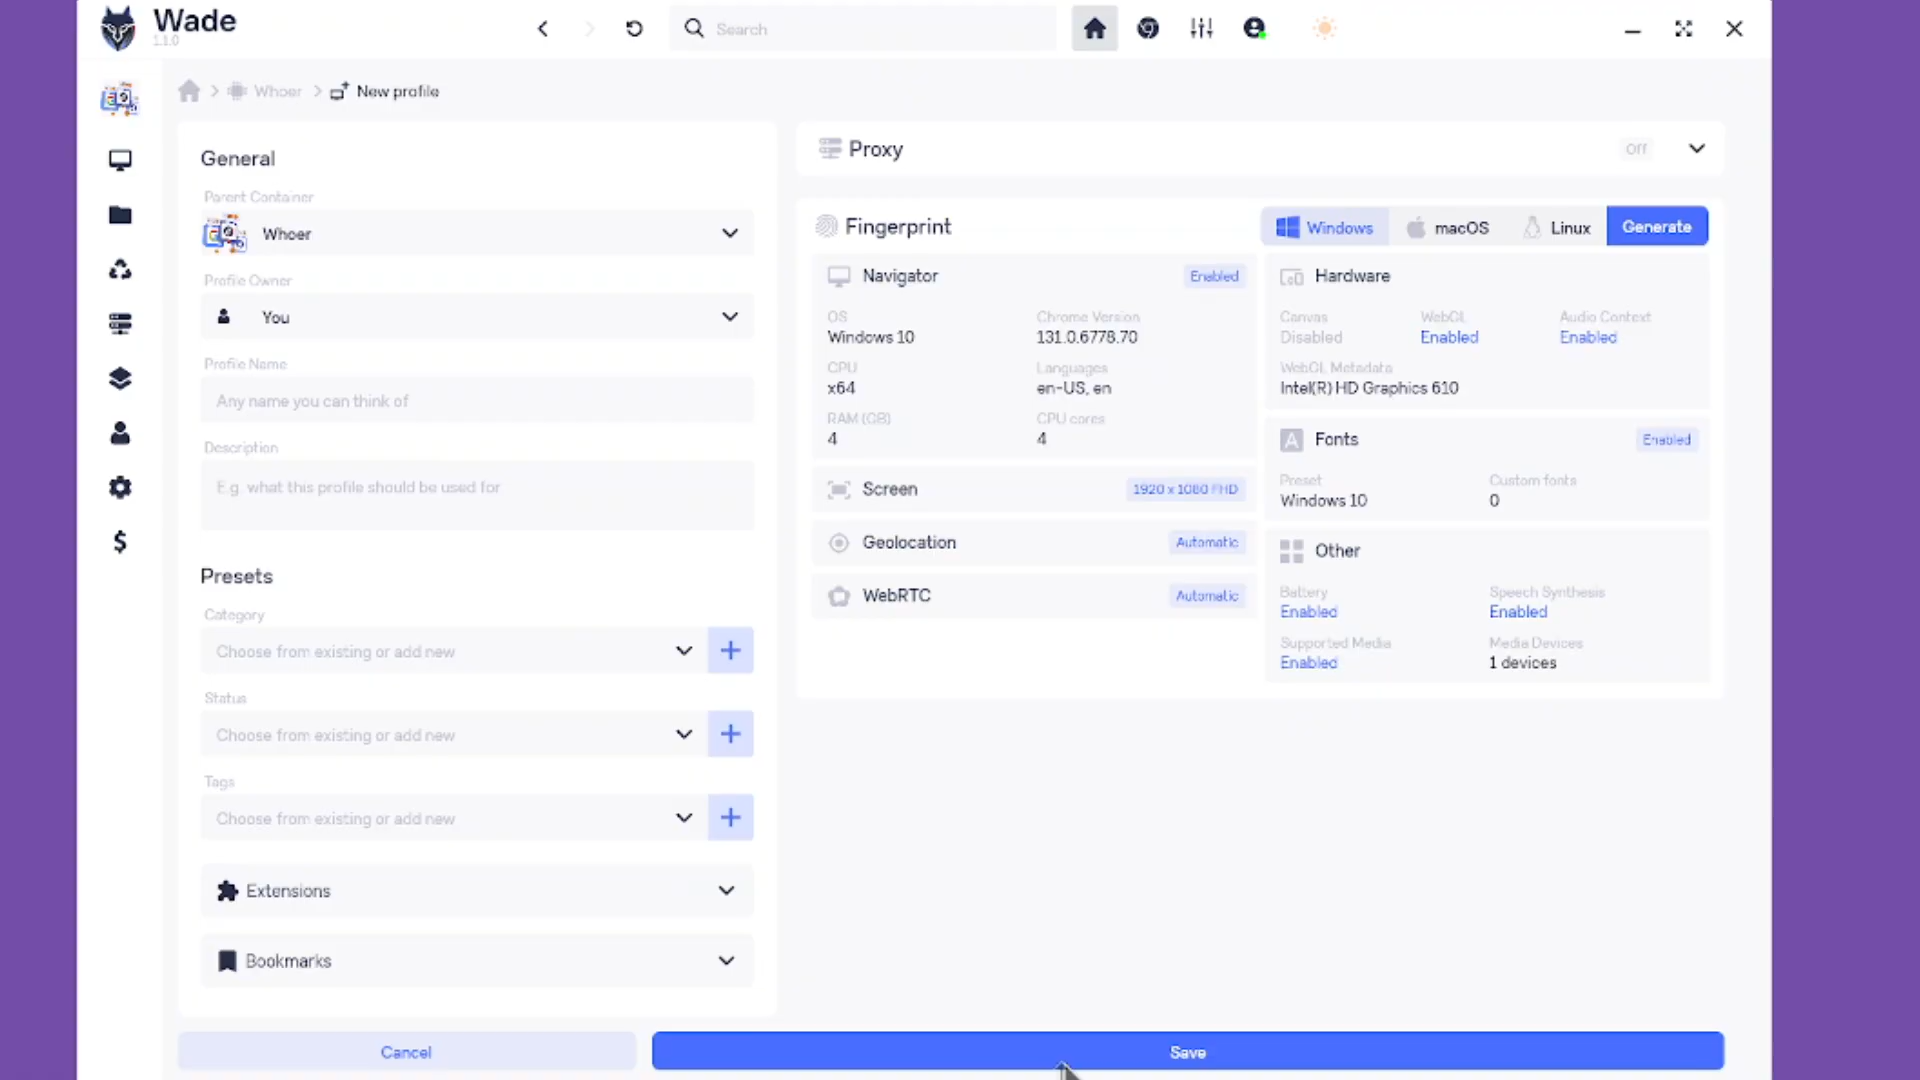 Wade
1.1.0
Search
Whoer
New profile
General
Parent Container
Whoer
Profile Owner
You
Profile Name
Any name you can think of
Description
E.g. what this profile should be used for
Presets
Category
Choose from existing or add new
Status
Choose from existing or add new
Tags
Choose from existing or add new
Extensions
Bookmarks
Cancel
Proxy
Off
Fingerprint
Windows
macOS
Linux
Generate
Navigator
Enabled
OS
Chrome Version
Windows 10
131.0.6778.70
CPU
Languages
x64
en-US, en
RAM (GB)
CPU cores
4
4
Screen
1920 x 1080 FHD
Geolocation
Automatic
WebRTC
Automatic
Hardware
Canvas
WebGL
Audio Context
Disabled
Enabled
Enabled
WebGL Metadata
Intel(R) HD Graphics 610
Fonts
Enabled
Preset
Custom fonts
Windows 10
0
Other
Battery
Speech Synthesis
Enabled
Enabled
Supported Media
Media Devices
Enabled
1 devices
Save